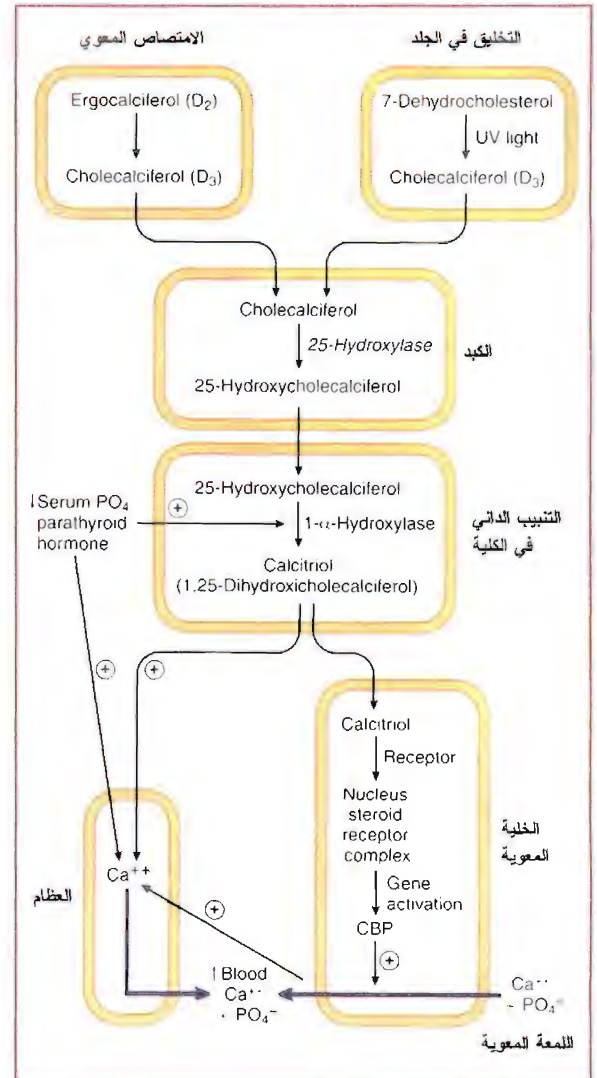 الامتصاص المعوي
التخليق في الجلد
Ergocalciferol (D₂)
Cholecalciferol (D₃)
7-Dehydrocholesterol
UV light
Cholecalciferol (D₃)
Cholecalciferol
25-Hydroxylase
25-Hydroxycholecalciferol
الكبد
25-Hydroxycholecalciferol
1-α-Hydroxylase
Calcitriol
(1,25-Dihydroxicholecalciferol)
التنبيب الداني
في الكلية
↓Serum PO₄
parathyroid
hormone
+
+
+
Calcitriol
Receptor
Nucleus
steroid
receptor
complex
Gene
activation
CBP
+
الخلية
المعوية
Ca⁺⁺
العظام
+
↑Blood
Ca⁺⁺
· PO₄⁻
Ca⁺⁺
- PO₄⁻
اللمعة المعوية